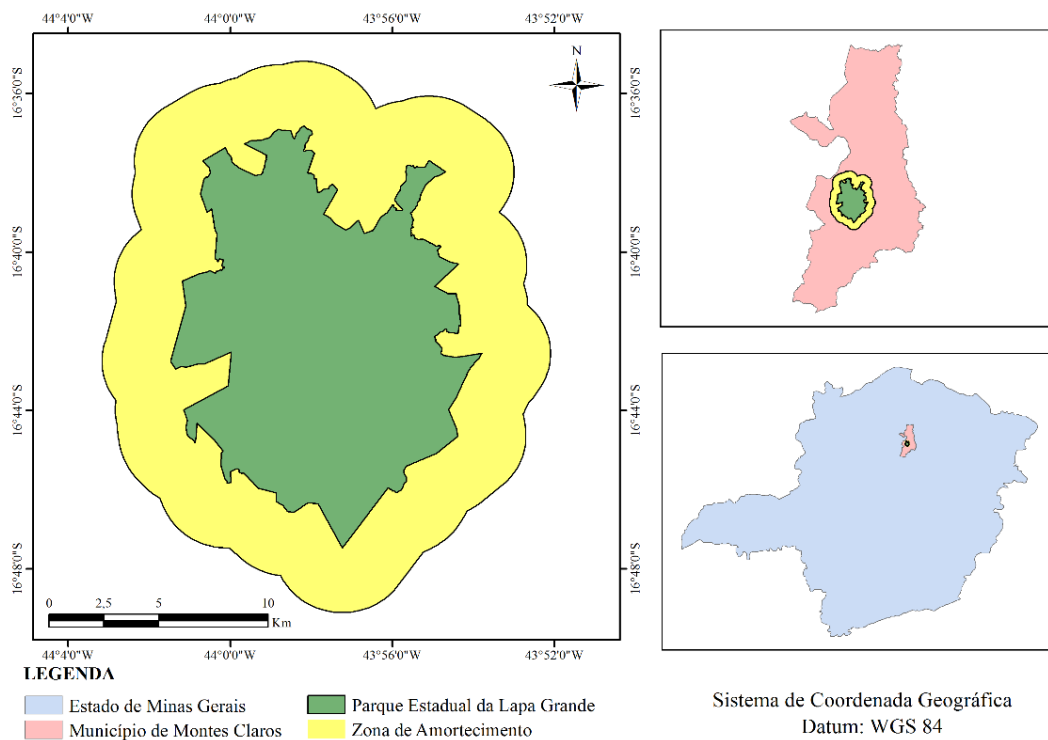 44°4'0"W 44°0'0"W 43°56'0"W 43°52'0"W
N
16°36'0"S 16°36'0"S
16°40'0"S 16°40'0"S
16°44'0"S 16°44'0"S
16°48'0"S 16°48'0"S
0 2,5 5 10
Km
44°4'0"W 44°0'0"W 43°56'0"W 43°52'0"W
LEGENDA
Estado de Minas Gerais Parque Estadual da Lapa Grande
Município de Montes Claros Zona de Amortecimento
Sistema de Coordenada Geográfica
Datum: WGS 84